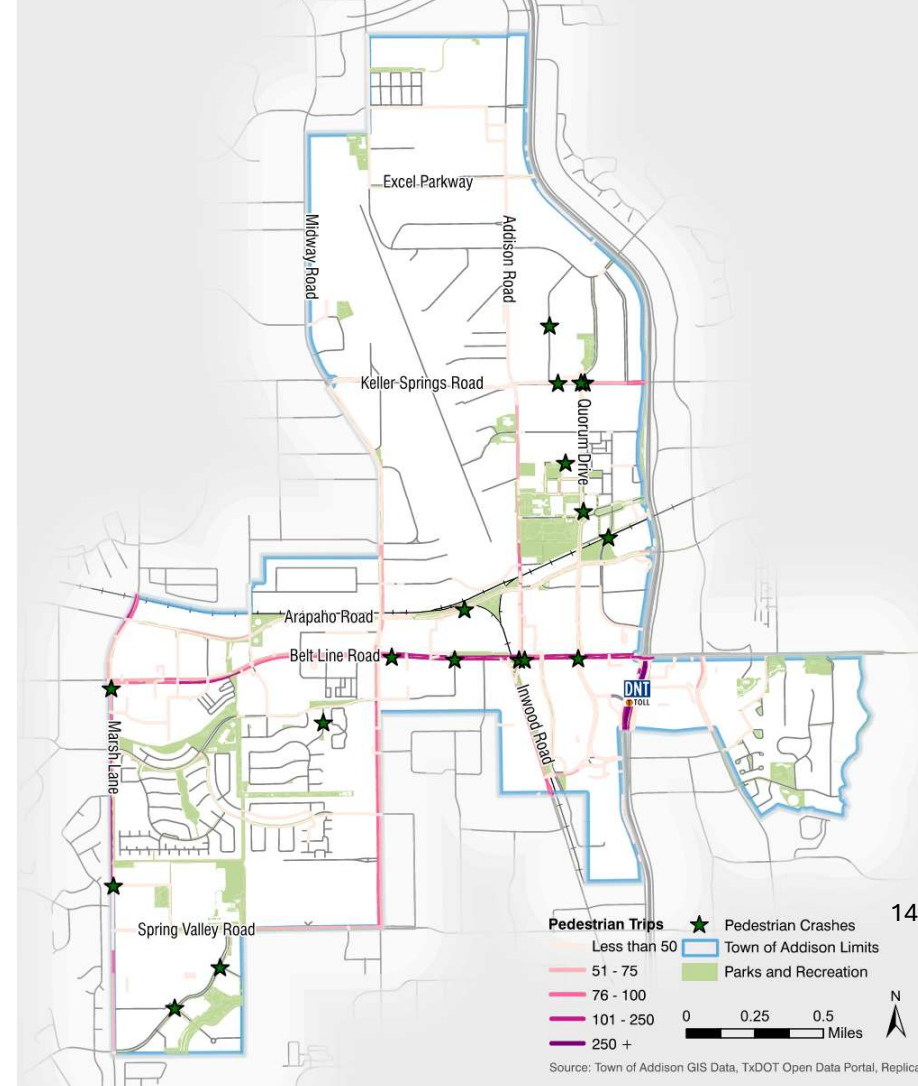 Excel Parkway
Midway Road
Addison Road
Keller Springs Road
Quorum Drive
Arapaho Road
Belt Line Road
Inwood Road
DNT
TOLL
Marsh Lane
Spring Valley Road
14
Pedestrian Trips
Less than 50
51 - 75
76 - 100
101 - 250
250 +
Pedestrian Crashes
Town of Addison Limits
Parks and Recreation
0 0.25 0.5
Miles
N
Source: Town of Addison GIS Data, TxDOT Open Data Portal, Replica